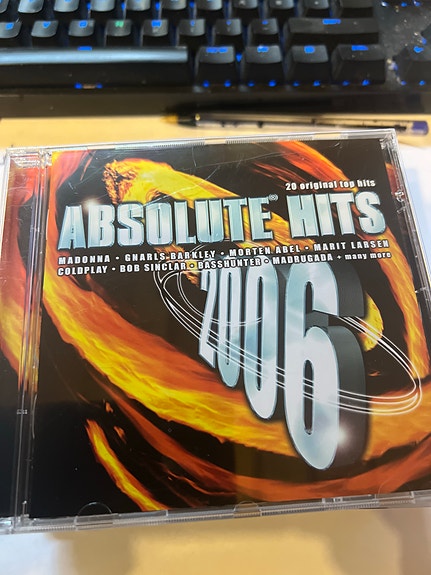 20 original top hits
ABSOLUTE® HITS
MADONNA • GNARLS BARKLEY • MORTEN ABEL • MARIT LARSEN
COLDPLAY • BOB SINCLAR • BASSHUNTER • MADRUGADA + many more
2006